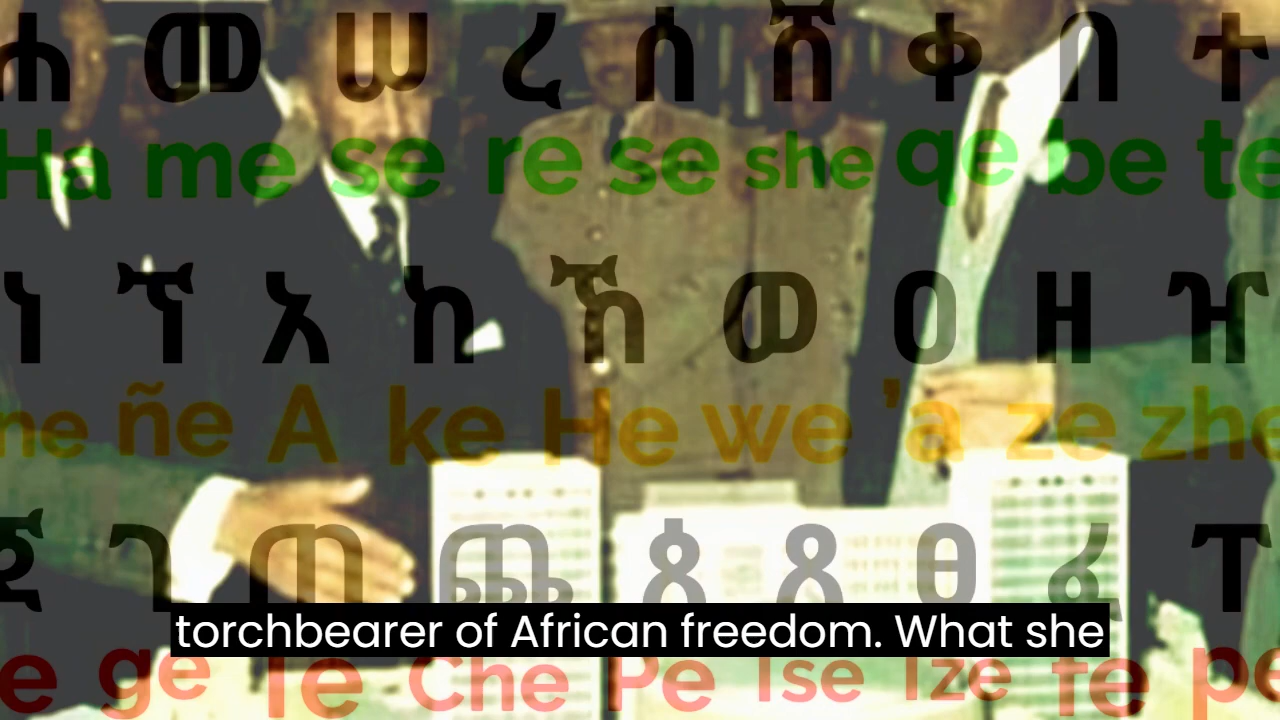 ሐ መ ሠ ረ ሰ ሸ ቀ በ ተ
Ha me se re se she qe be te
ነ ኘ አ ከ ኸ ወ ዐ ዘ ዠ
ne ñe A ke He we 'a ze zhe
ጀ ገ ጠ ጨ ጰ ጸ ፀ ፈ ፐ
torchbearer of African freedom. What she
e ge Te Che Pe Tse Tze fe pe